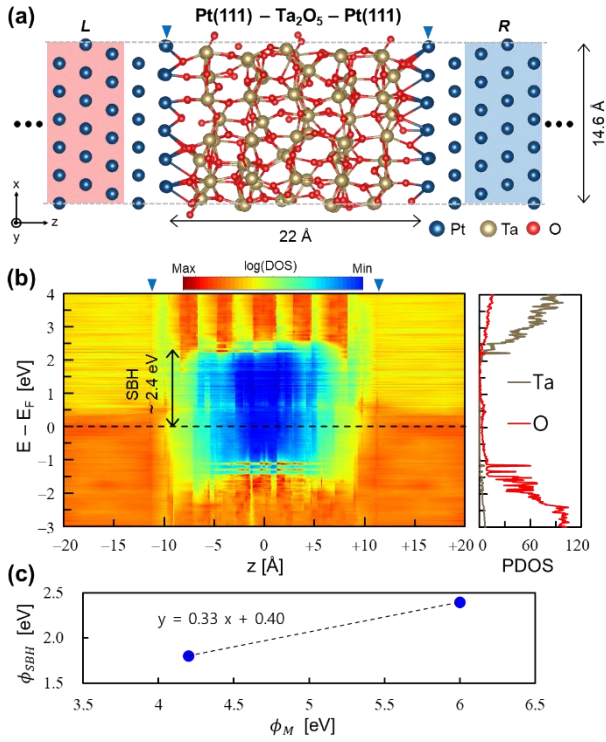 (a) Pt(111) – Ta₂O₅ – Pt(111)
L
R
14.6 Å
x
y
z
22 Å
Pt Ta O
(b) Max log(DOS) Min
4
3
2
1
0
−1
−2
−3
E − E_F [eV]
SBH
~ 2.4 eV
−20 −15 −10 −5 0 +5 +10 +15 +20
z [Å]
Ta
O
0 60 120
PDOS
(c)
2.5
2.0
1.5
ϕ_SBH [eV]
y = 0.33 x + 0.40
3.5 4 4.5 5 5.5 6 6.5
ϕ_M [eV]